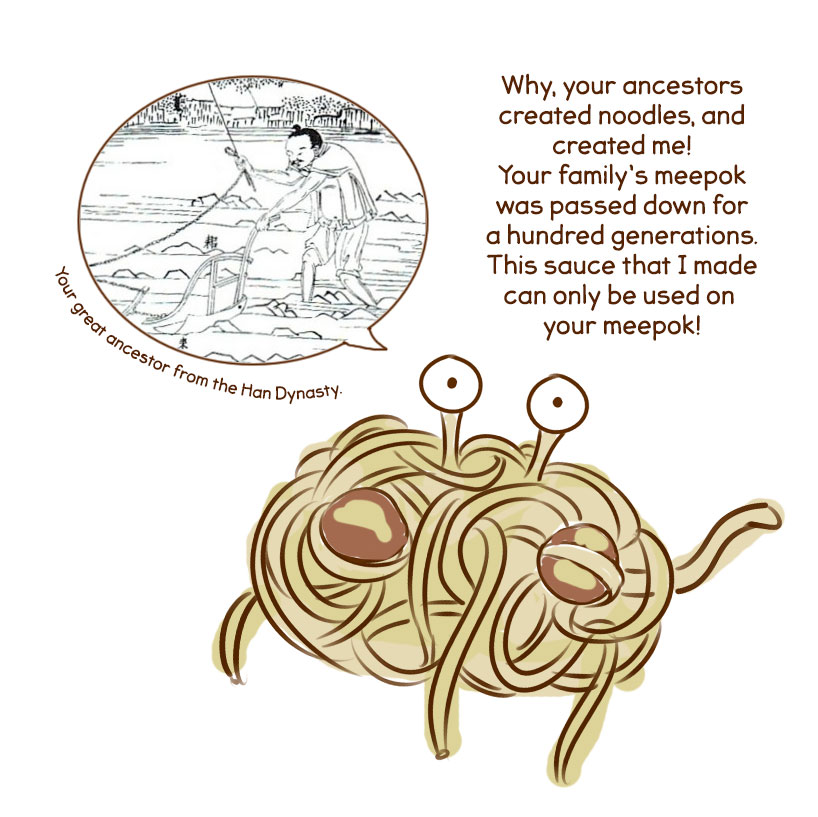 Why, your ancestors
created noodles, and
created me!
Your family's meepok
was passed down for
a hundred generations.
This sauce that I made
can only be used on
your meepok!
Your great ancestor from the Han Dynasty.